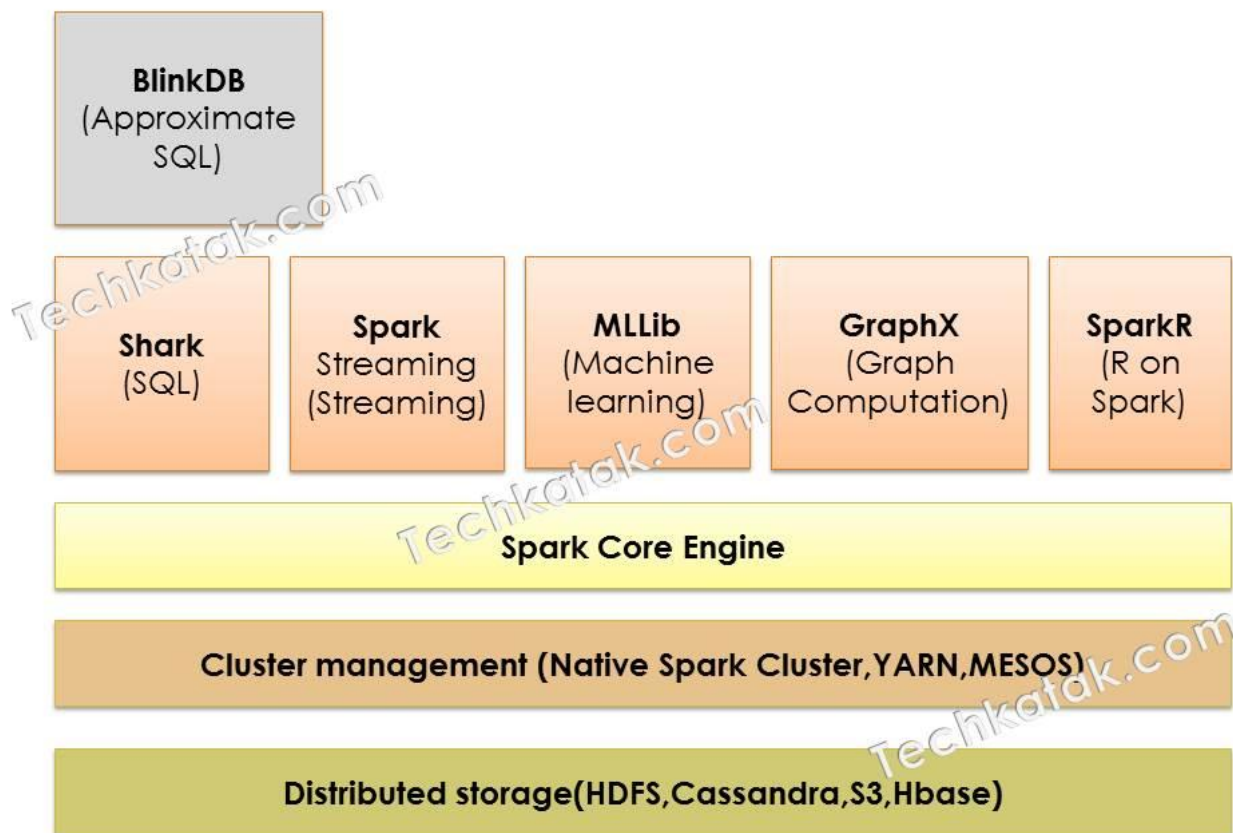 BlinkDB
(Approximate
SQL)
Techkatak.com
Shark
(SQL)
Spark
Streaming
(Streaming)
MLLib
(Machine
learning)
GraphX
(Graph
Computation)
SparkR
(R on
Spark)
Techkatak.com
Spark Core Engine
Cluster management (Native Spark Cluster,YARN,MESOS)
Techkatak.com
Distributed storage(HDFS,Cassandra,S3,Hbase)